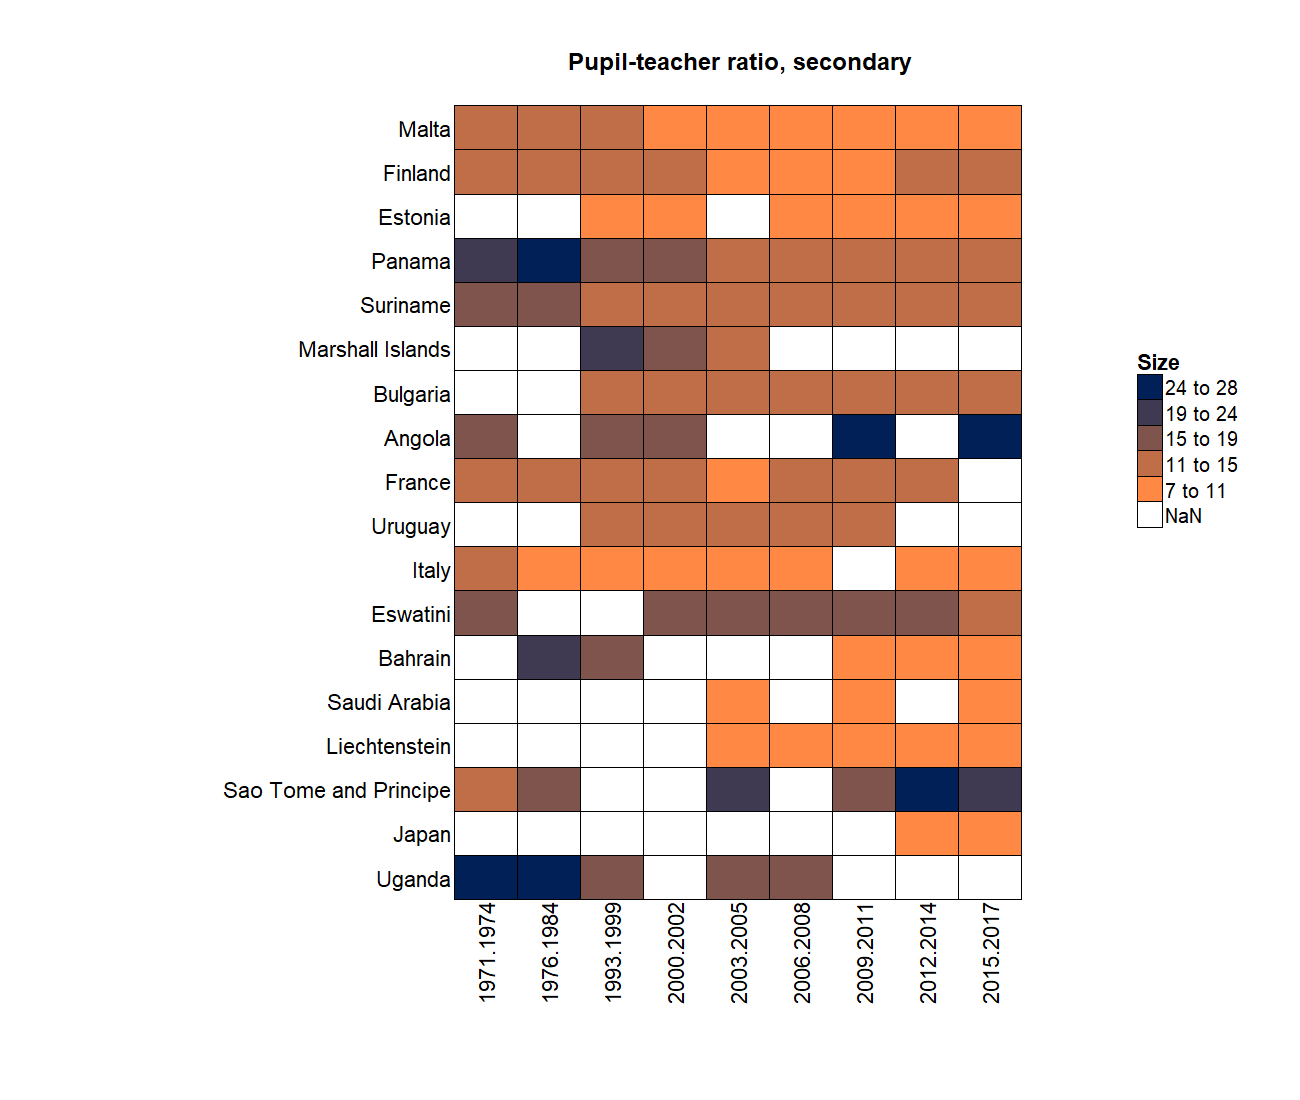 Pupil-teacher ratio, secondary
Malta
Finland
Estonia
Panama
Suriname
Marshall Islands
Bulgaria
Angola
France
Uruguay
Italy
Eswatini
Bahrain
Saudi Arabia
Liechtenstein
Sao Tome and Principe
Japan
Uganda
1971.1974
1976.1984
1993.1999
2000.2002
2003.2005
2006.2008
2009.2011
2012.2014
2015.2017
Size
24 to 28
19 to 24
15 to 19
11 to 15
7 to 11
NaN